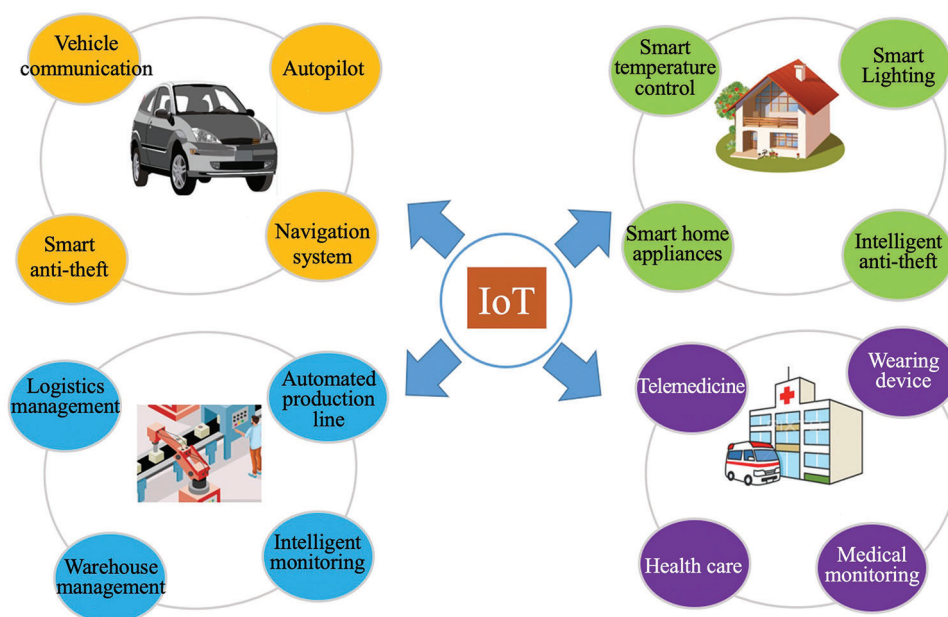 Vehicle
communication
Autopilot
Smart
anti-theft
Navigation
system
Smart
temperature
control
Smart
Lighting
Smart home
appliances
Intelligent
anti-theft
IoT
Logistics
management
Automated
production
line
Warehouse
management
Intelligent
monitoring
Telemedicine
Wearing
device
Health care
Medical
monitoring